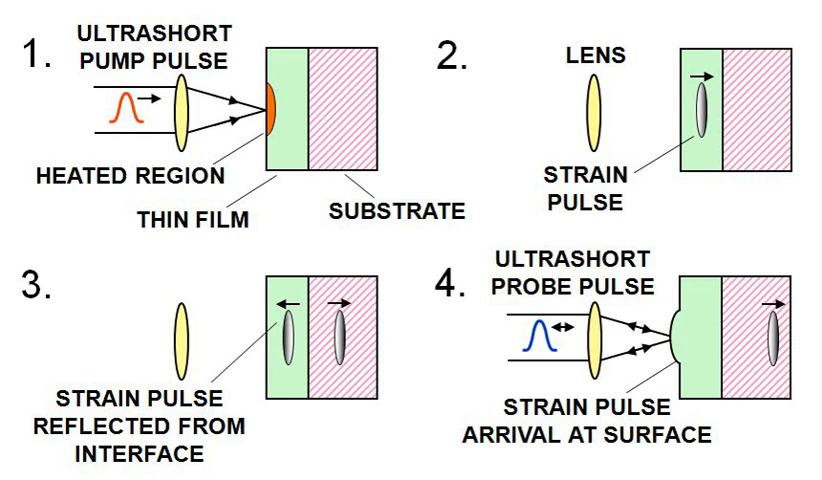 1.
ULTRASHORT
PUMP PULSE
HEATED REGION
THIN FILM
SUBSTRATE
2.
LENS
STRAIN
PULSE
3.
STRAIN PULSE
REFLECTED FROM
INTERFACE
4.
ULTRASHORT
PROBE PULSE
STRAIN PULSE
ARRIVAL AT SURFACE